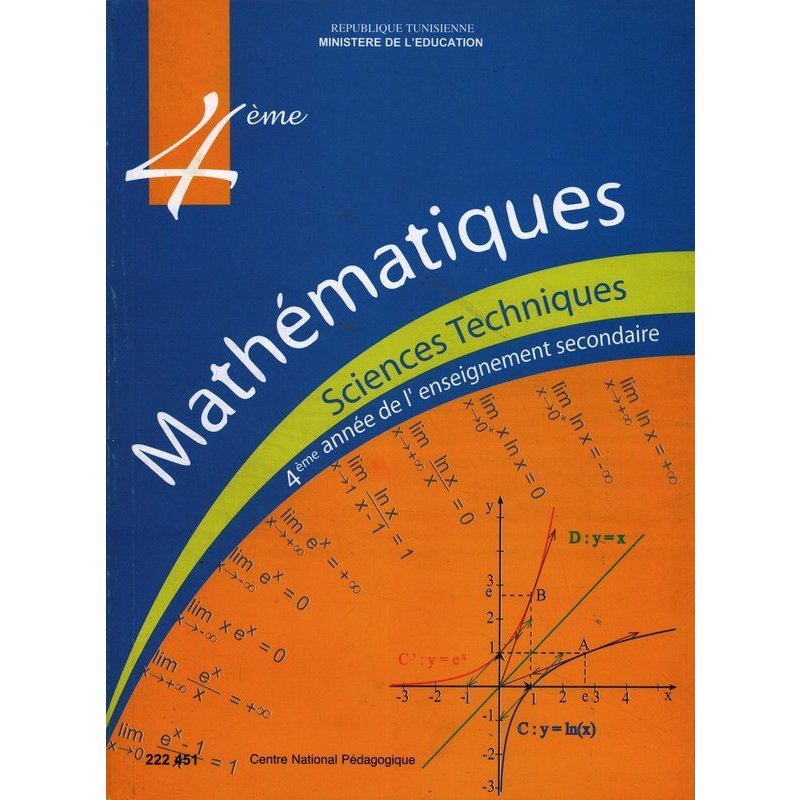 REPUBLIQUE TUNISIENNE
MINISTERE DE L'EDUCATION
4ème
Mathématiques
Sciences Techniques
4ème année de l'enseignement secondaire
lim ln x = +∞
x→+∞
lim ln x = -∞
x→0⁺
lim x ln x = 0
x→0⁺
lim ln x / x = 0
x→+∞
lim ln x / x-1 = 1
x→1
lim eˣ = +∞
x→+∞
lim eˣ = 0
x→-∞
lim x eˣ = 0
x→-∞
lim eˣ / x = +∞
x→+∞
lim eˣ-1 / x = 1
x→0
y
D : y=x
3
e
B
2
1
A
C' : y=eˣ
-3 -2 -1 1 2 e 3 4 x
-1
C : y=ln(x)
-2
-3
222 451
Centre National Pédagogique